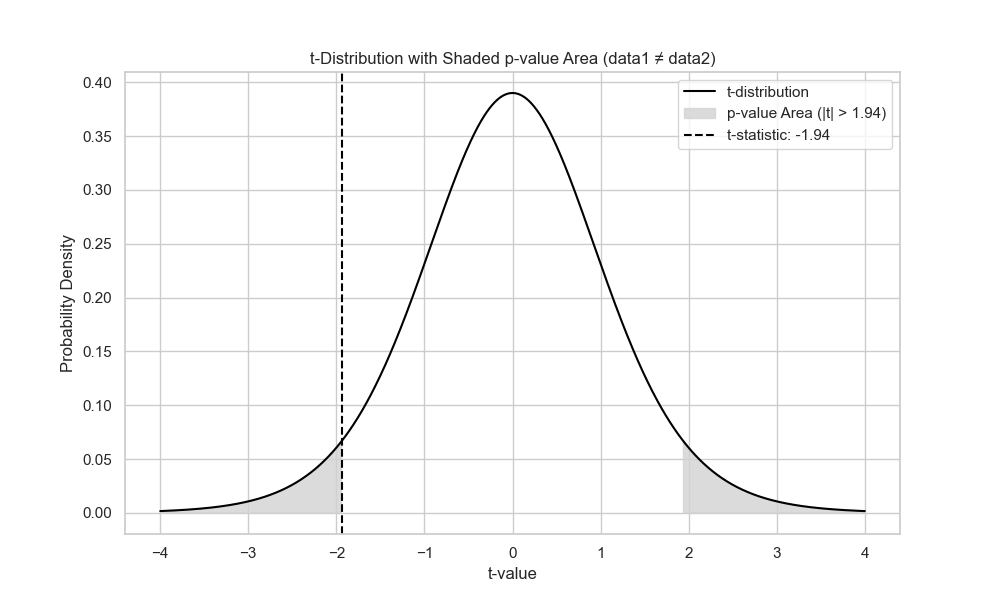 t-Distribution with Shaded p-value Area (data1 ≠ data2)
t-distribution
p-value Area (|t| > 1.94)
t-statistic: -1.94
Probability Density
0.40
0.35
0.30
0.25
0.20
0.15
0.10
0.05
0.00
−4 −3 −2 −1 0 1 2 3 4
t-value